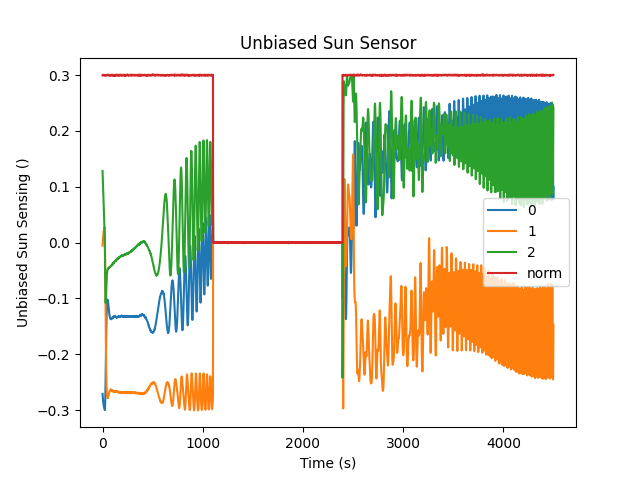 Unbiased Sun Sensor
Unbiased Sun Sensing ()
0.3
0.2
0.1
0.0
−0.1
−0.2
−0.3
0
1
2
norm
0 1000 2000 3000 4000
Time (s)